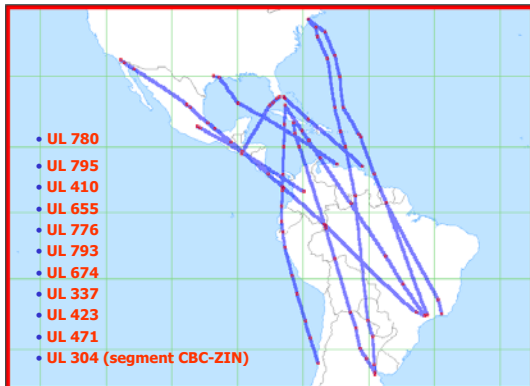 • UL 780
• UL 795
• UL 410
• UL 655
• UL 776
• UL 793
• UL 674
• UL 337
• UL 423
• UL 471
• UL 304 (segment CBC-ZIN)